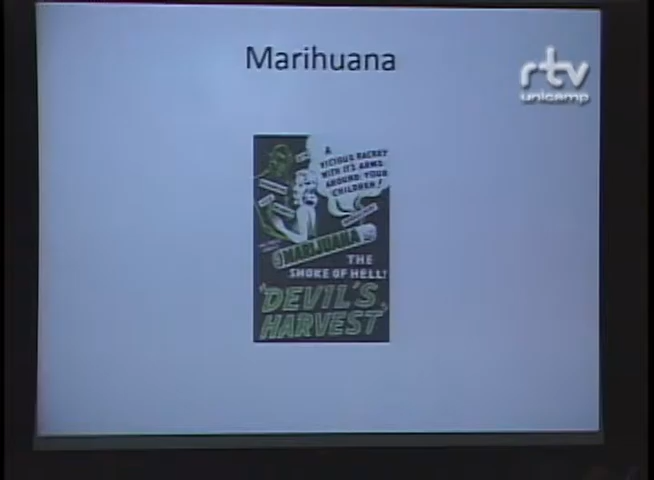 Marihuana
rtv
unicamp
A
VICIOUS RACKET
WITH IT'S ARMS
AROUND YOUR
CHILDREN!
MARIJUANA
THE
SMOKE OF HELL!
"DEVIL'S
HARVEST"